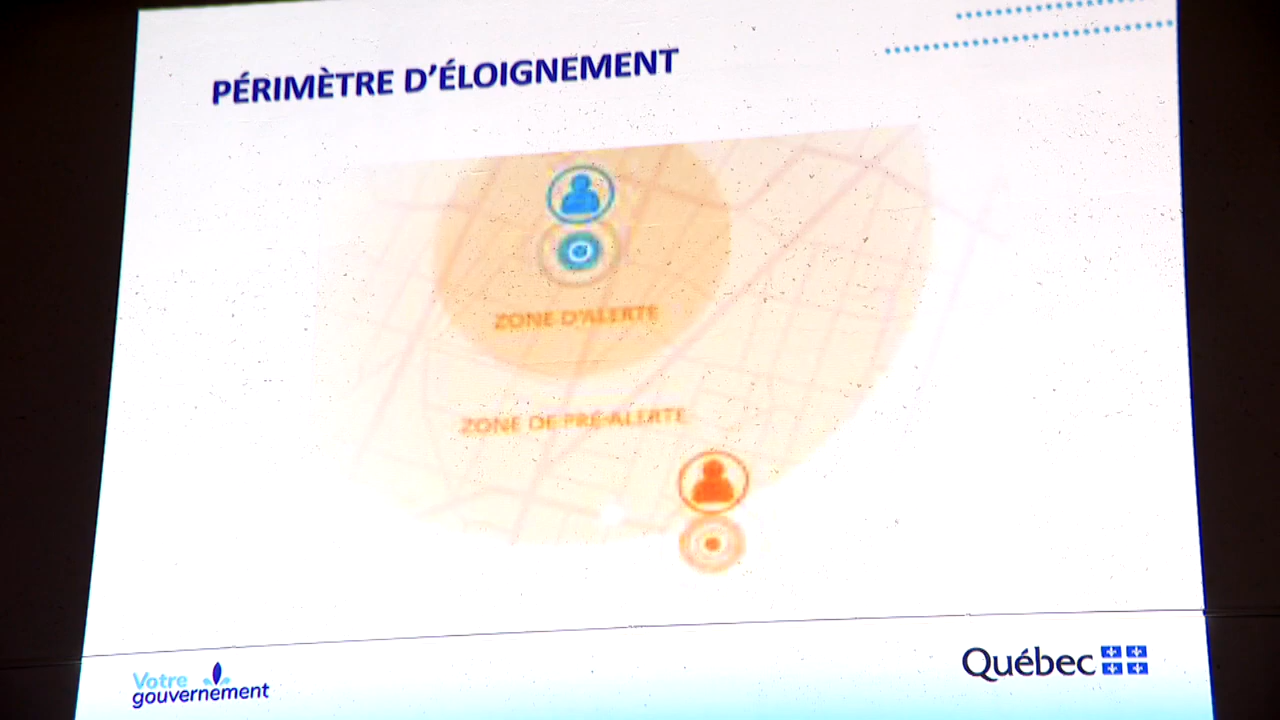 PÉRIMÈTRE D'ÉLOIGNEMENT
ZONE D'ALERTE
ZONE DE PRÉ-ALERTE
Votre
gouvernement
Québec